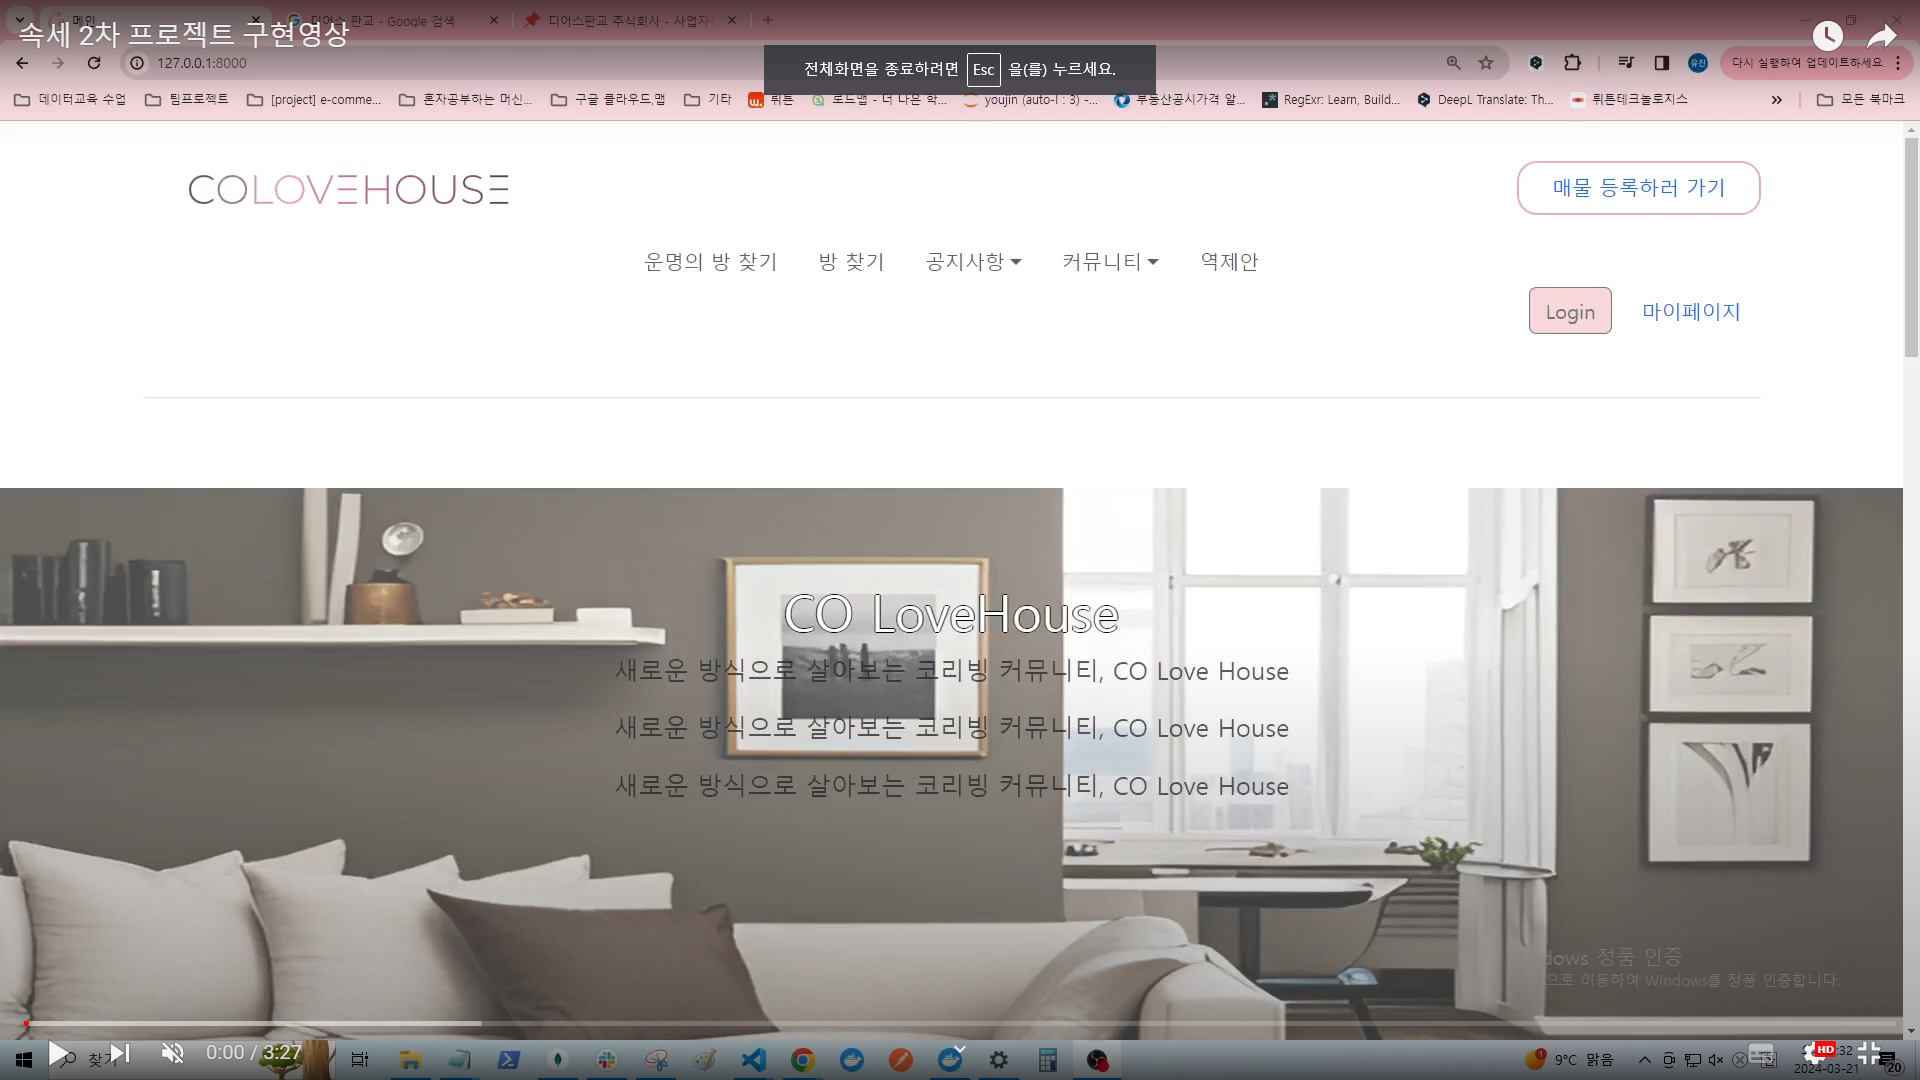 메인
디어스 판교 - Google 검색
디어스판교 주식회사 - 사업자
속세 2차 프로젝트 구현영상
127.0.0.1:8000
전체화면을 종료하려면 Esc 을(를) 누르세요.
유진
다시 실행하여 업데이트하세요.
데이터교육 수업
팀프로젝트
[project] e-comme...
혼자공부하는 머신...
구글 클라우드,맵
기타
뤼튼
로드맵 - 더 나은 학...
youjin (auto-l : 3) -...
부동산공시가격 알...
RegExr: Learn, Build...
DeepL Translate: Th...
뤼튼테크놀로지스
모든 북마크
COLOVEHOUSE
매물 등록하러 가기
운명의 방 찾기
방 찾기
공지사항
커뮤니티
역제안
Login
마이페이지
CO LoveHouse
새로운 방식으로 살아보는 코리빙 커뮤니티, CO Love House
새로운 방식으로 살아보는 코리빙 커뮤니티, CO Love House
새로운 방식으로 살아보는 코리빙 커뮤니티, CO Love House
정품 인증
으로 이동하여 Windows를 정품 인증합니다.
찾기
0:00 / 3:27
9°C 맑음
HD
2024-03-21
20